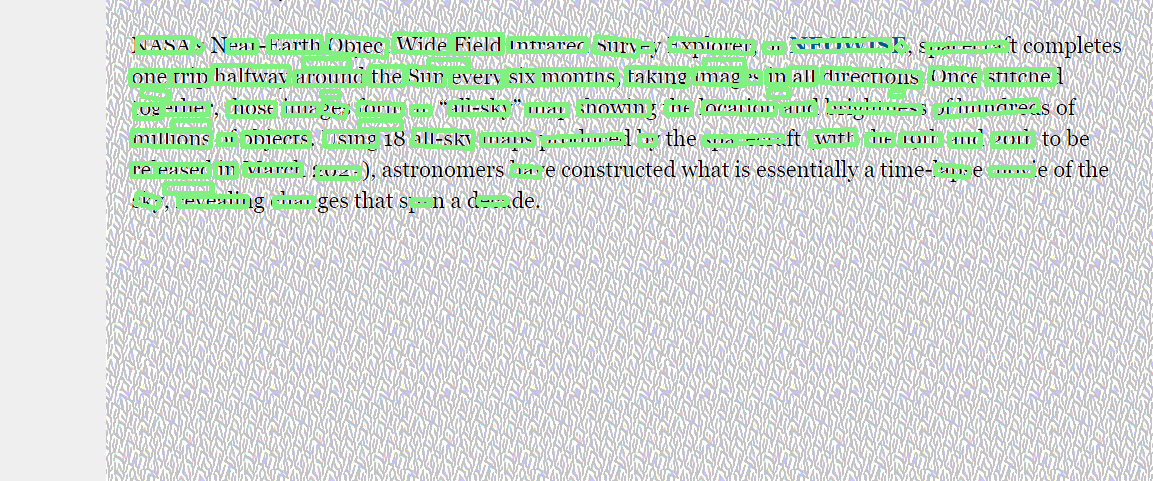 NASA's Near-Earth Object Wide Field Infrared Survey Explorer, or NEOWISE, spacecraft completes
one trip halfway around the Sun every six months, taking images in all directions. Once stitched
together, those images form an “all-sky” map showing the location and brightness of hundreds of
millions of objects. Using 18 all-sky maps produced by the spacecraft with the 19th and 20th to be
released in March 2023), astronomers have constructed what is essentially a time-lapse movie of the
sky, revealing changes that span a decade.